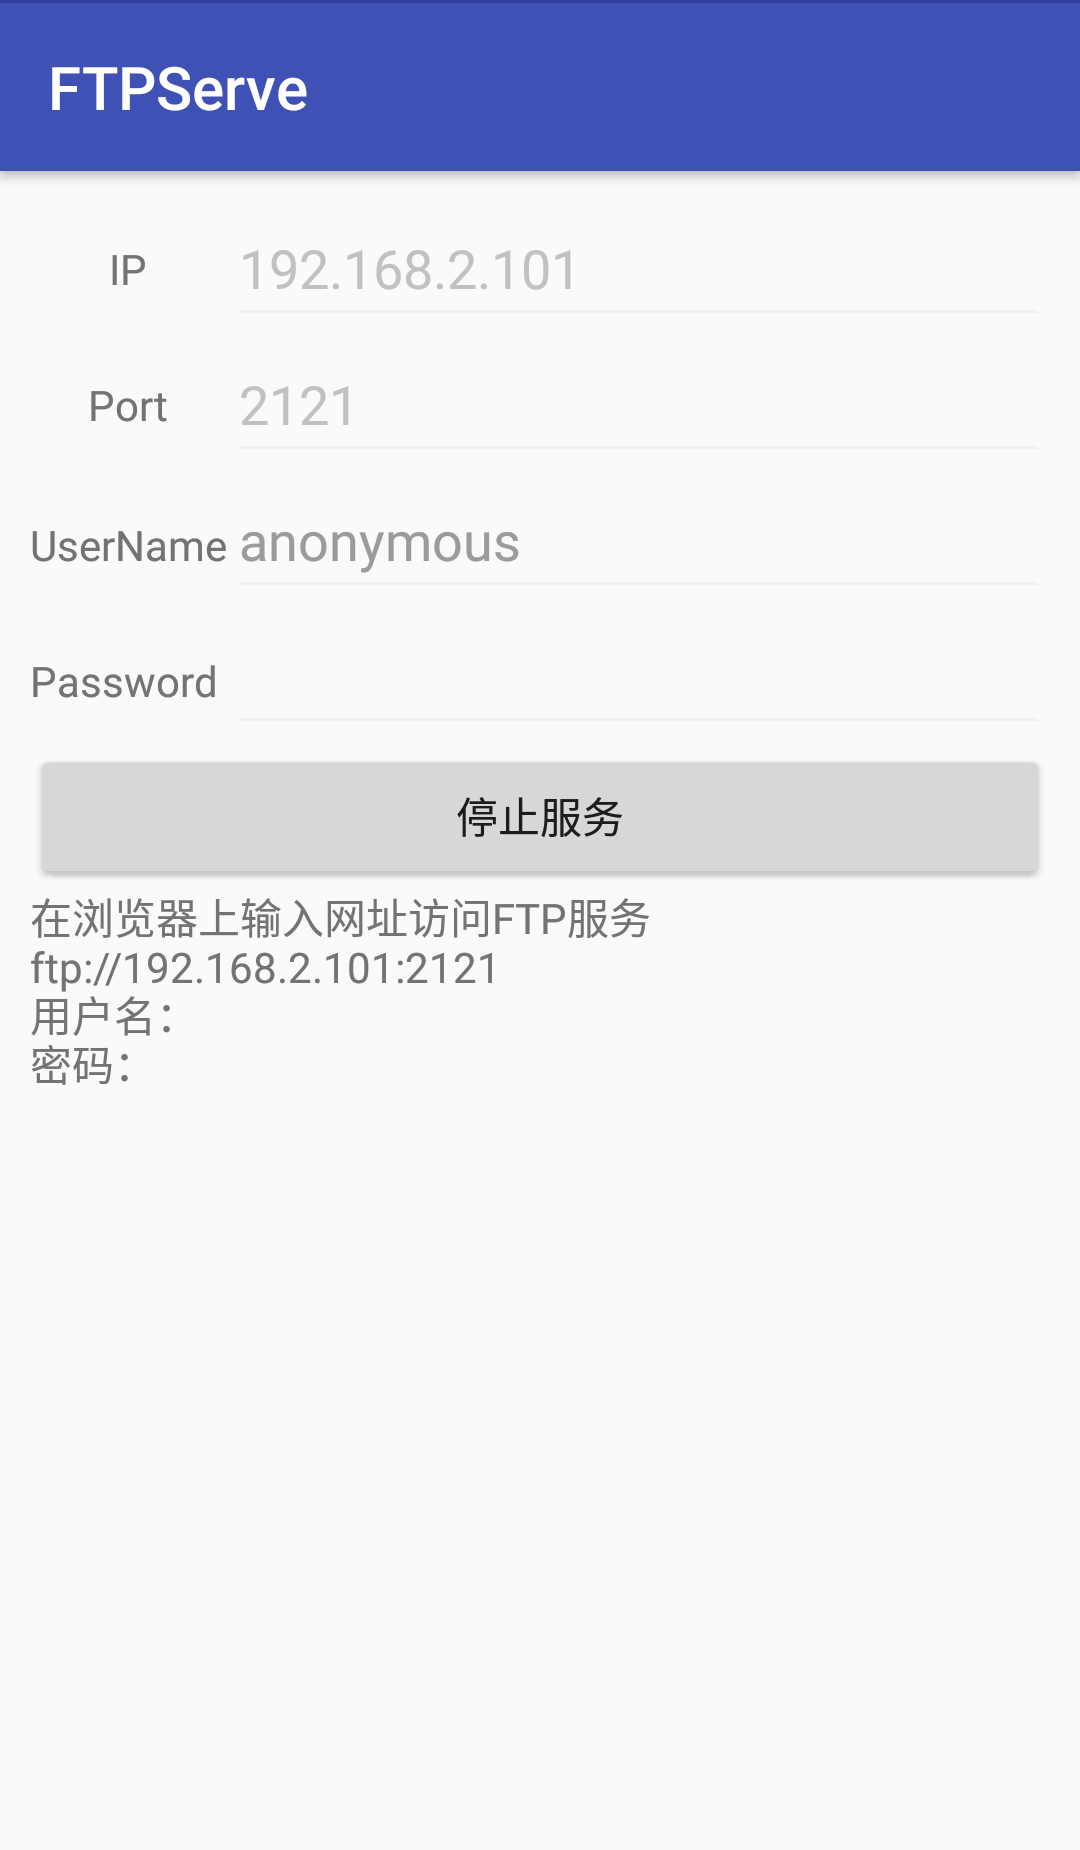 FTPServe
IP 192.168.2.101
Port 2121
UserName anonymous
Password
停止服务
在浏览器上输入网址访问FTP服务
ftp://192.168.2.101:2121
用户名：
密码：